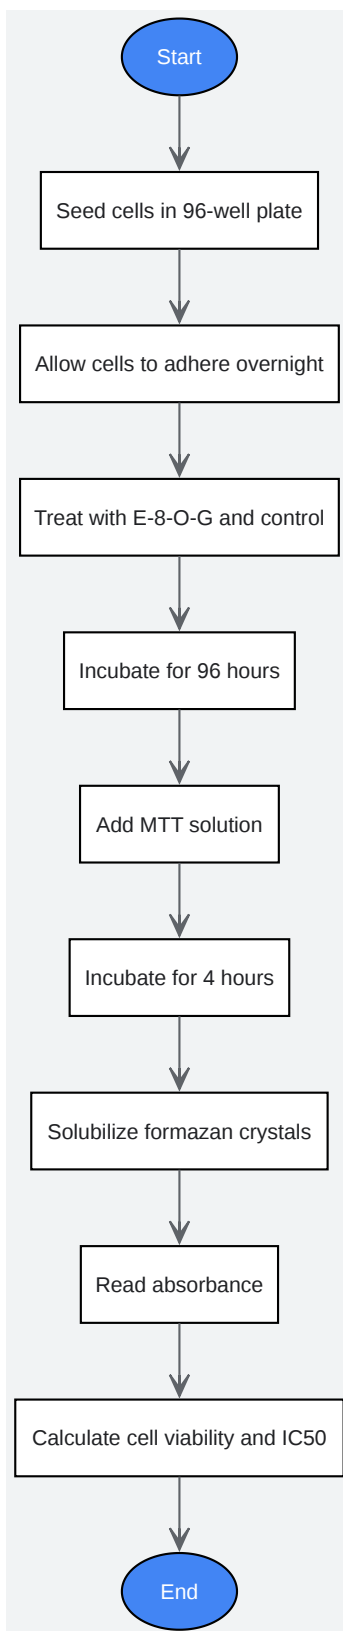 Start
Seed cells in 96-well plate
Allow cells to adhere overnight
Treat with E-8-O-G and control
Incubate for 96 hours
Add MTT solution
Incubate for 4 hours
Solubilize formazan crystals
Read absorbance
Calculate cell viability and IC50
End